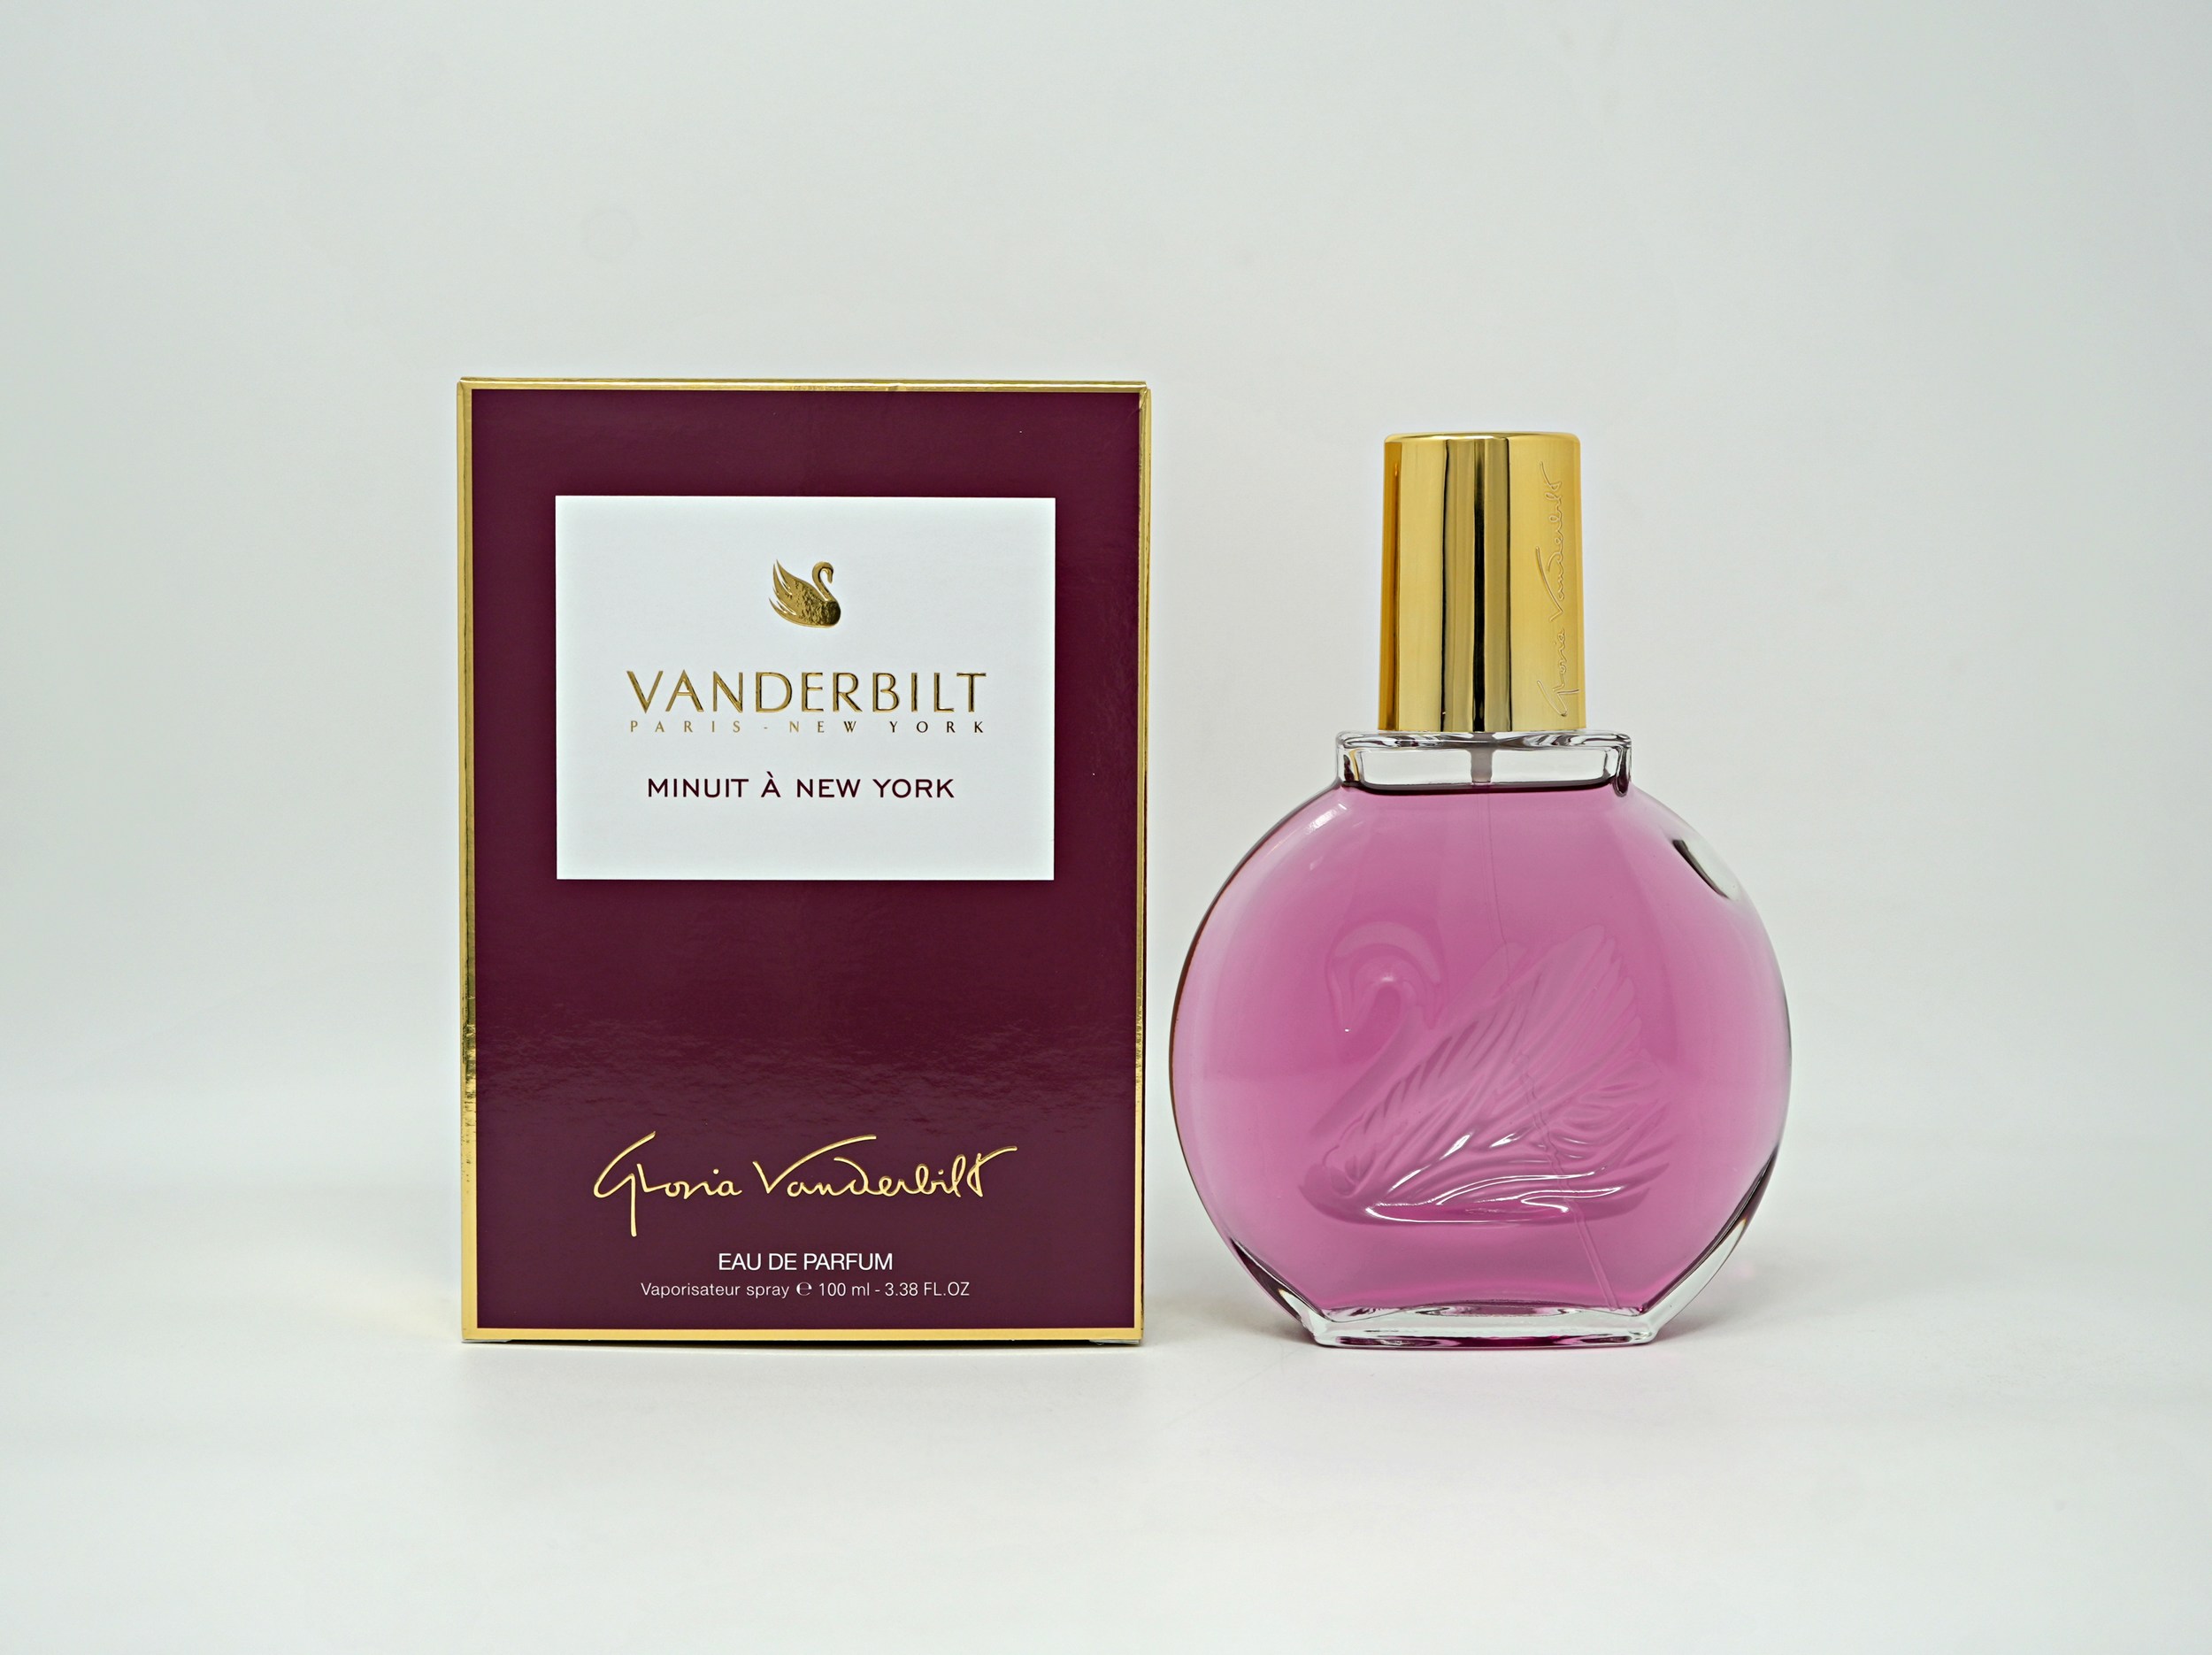 VANDERBILT
PARIS - NEW YORK
MINUIT À NEW YORK
Gloria Vanderbilt
EAU DE PARFUM
Vaporisateur spray ℮ 100 ml - 3.38 FL.OZ
Gloria Vanderbilt